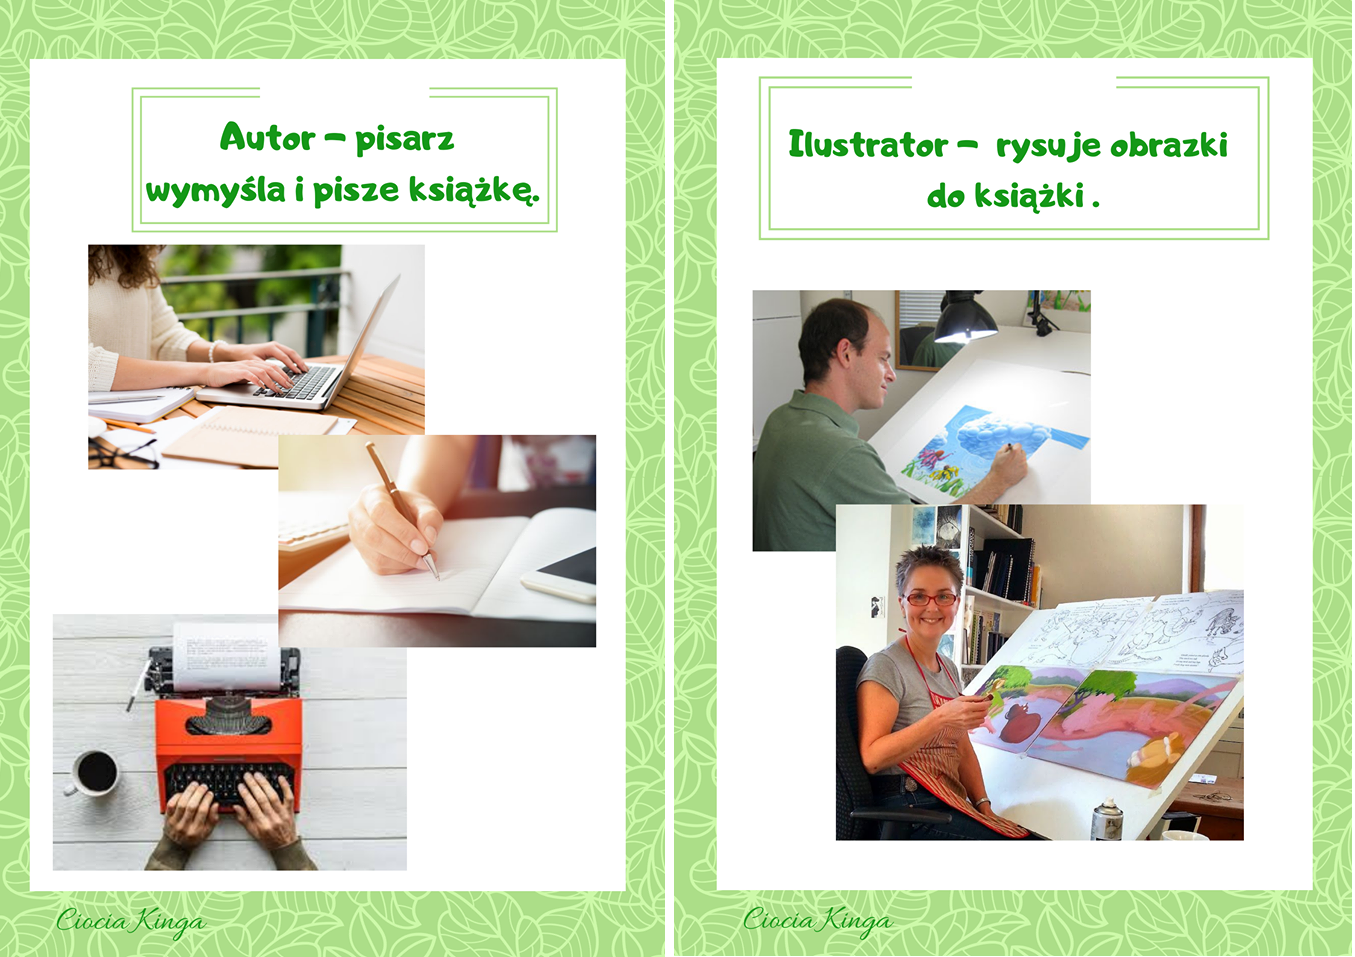 Autor – pisarz
wymyśla i pisze książkę.
Ciocia Kinga
Ilustrator – rysuje obrazki
do książki .
Ciocia Kinga